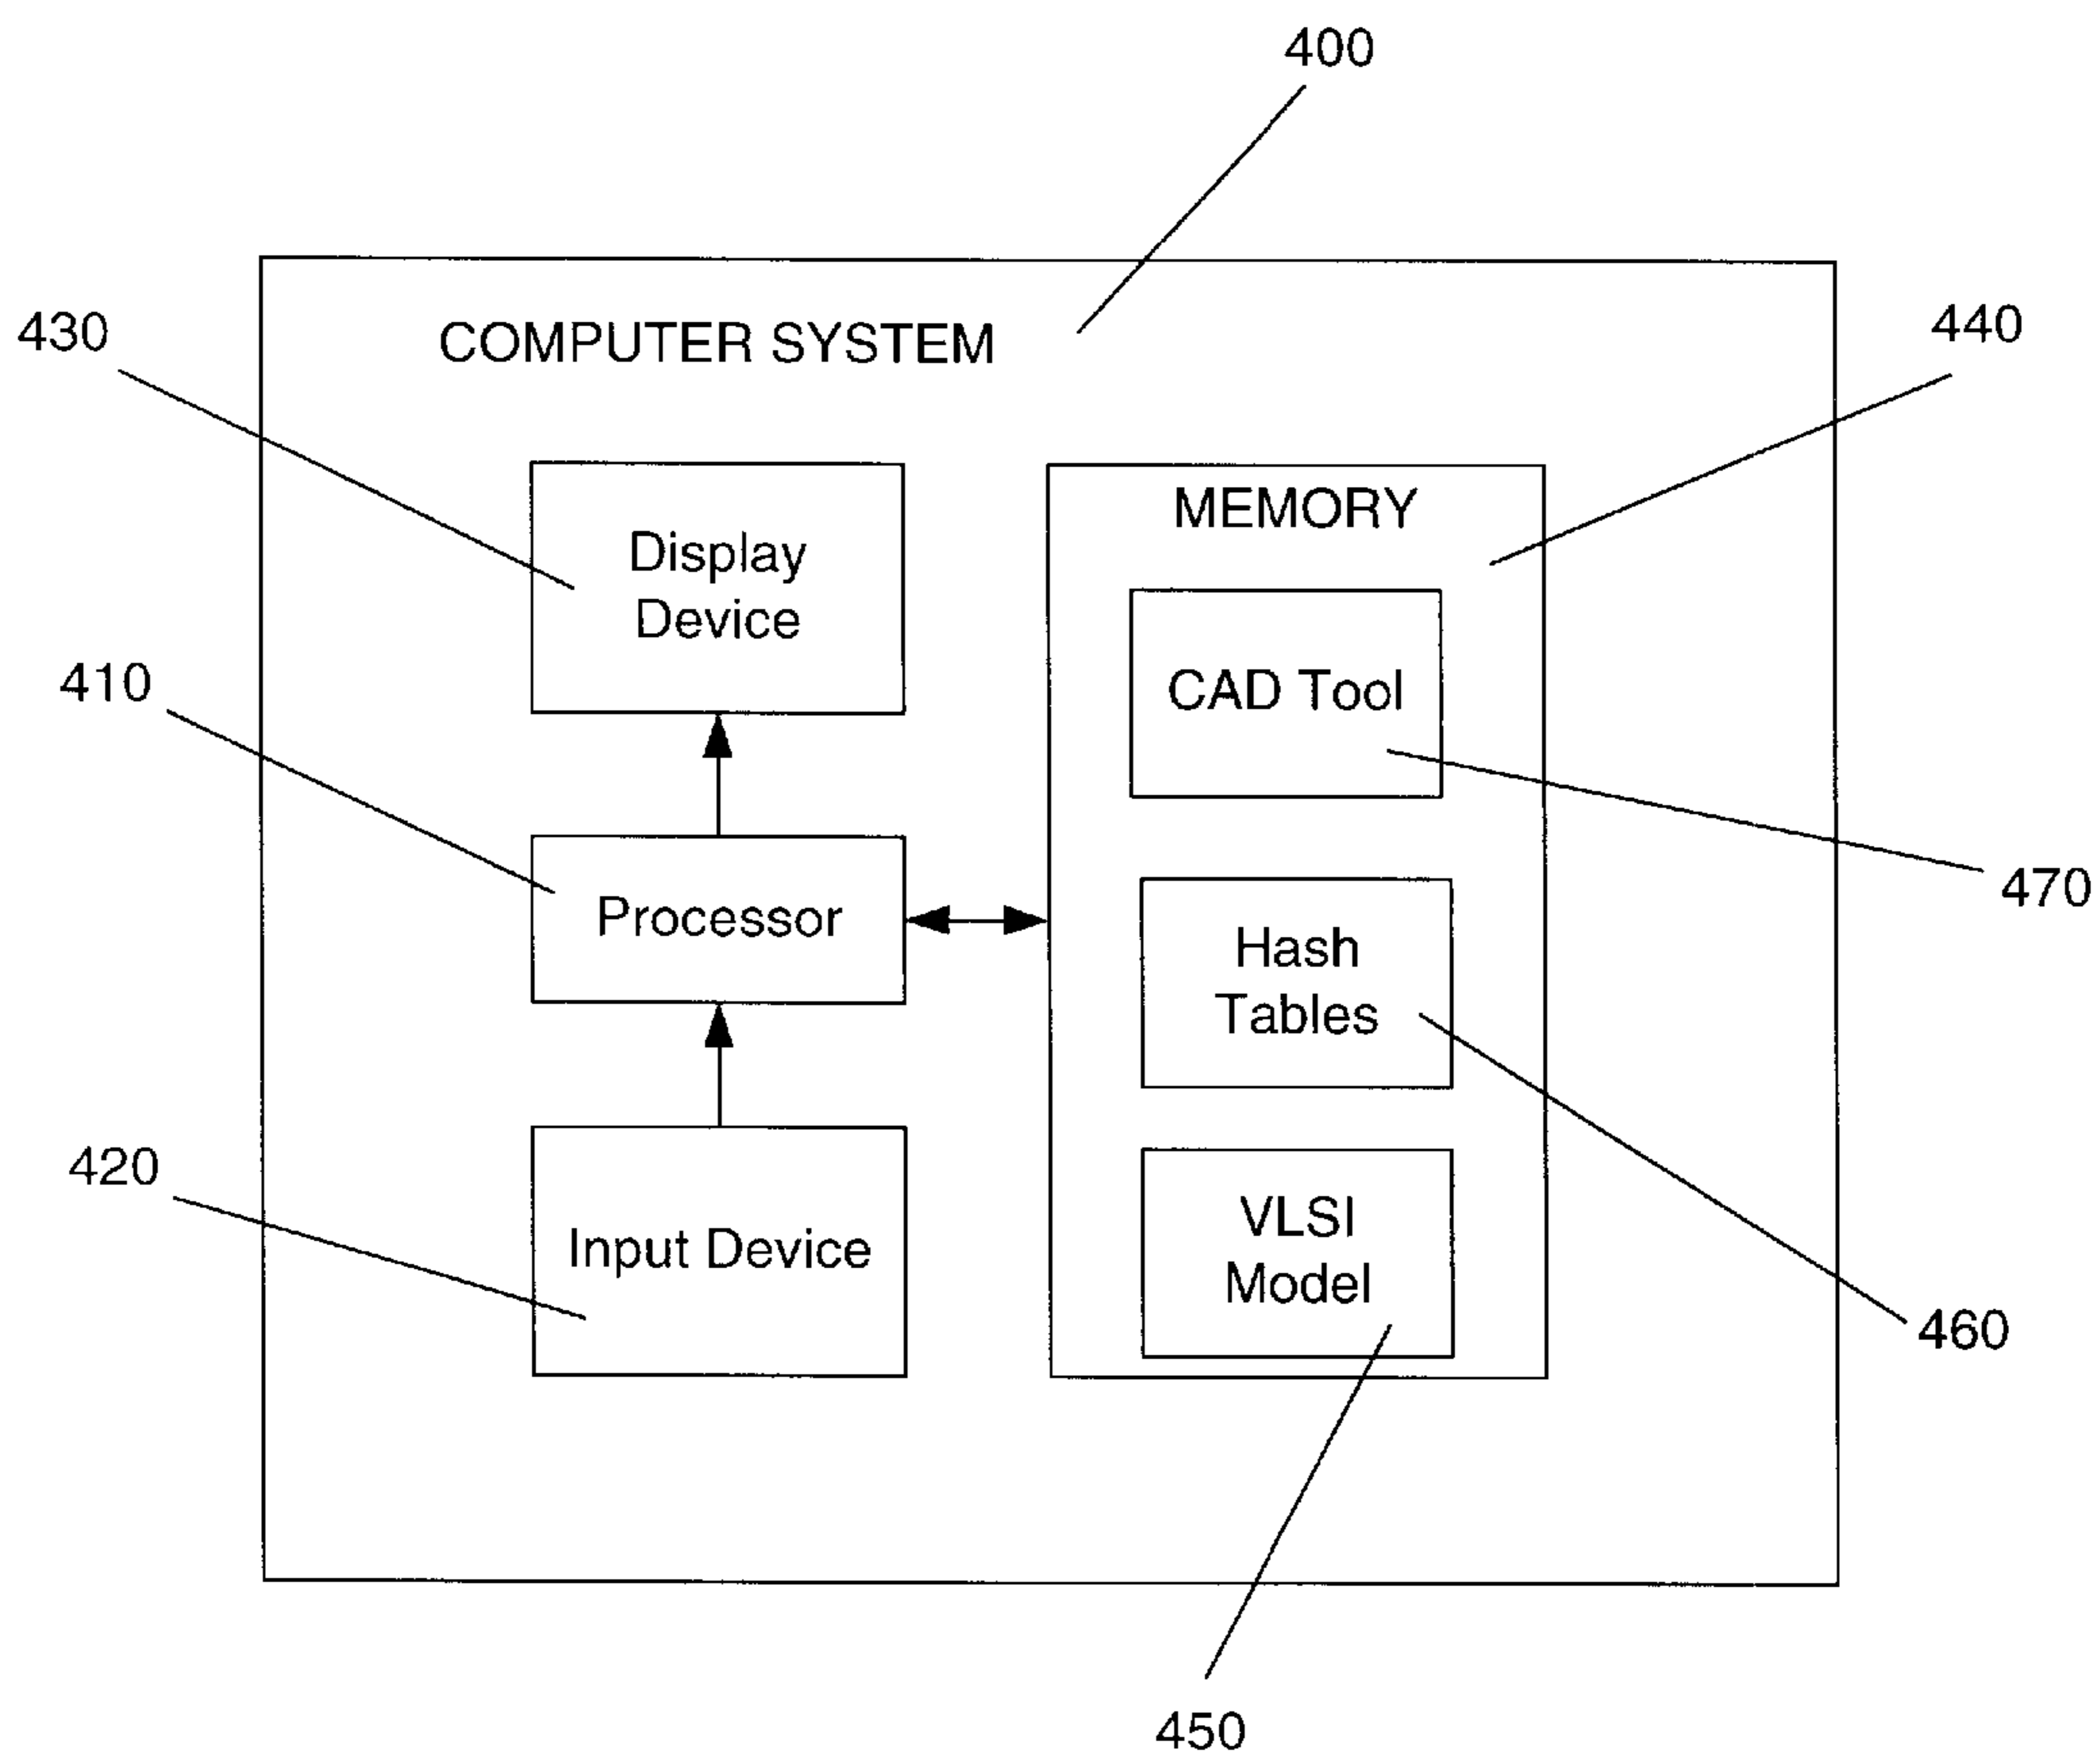 400
COMPUTER SYSTEM
430
440
MEMORY
Display
Device
CAD Tool
410
470
Processor
Hash
Tables
420
Input Device
VLSI
Model
460
450